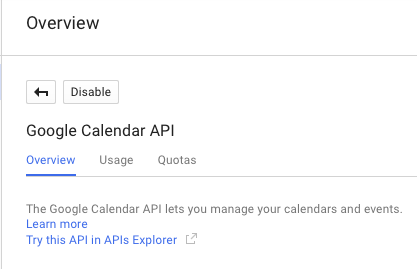 Overview
Disable
Google Calendar API
Overview Usage Quotas
The Google Calendar API lets you manage your calendars and events.
Learn more
Try this API in APIs Explorer